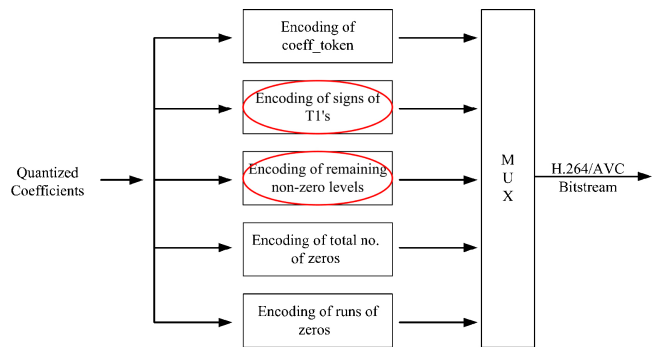 Encoding of
coeff_token
Encoding of signs of
T1's
Quantized
Coefficients
Encoding of remaining
non-zero levels
Encoding of total no.
of zeros
Encoding of runs of
zeros
M
U
X
H.264/AVC
Bitstream